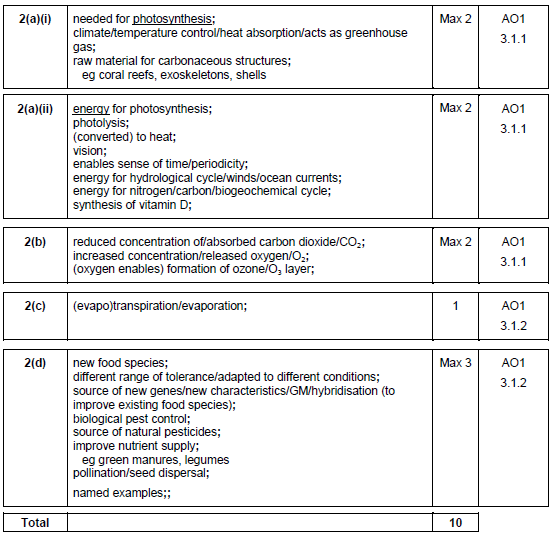 2(a)(i) needed for photosynthesis; Max 2 AO1
climate/temperature control/heat absorption/acts as greenhouse 3.1.1
gas;
raw material for carbonaceous structures;
eg coral reefs, exoskeletons, shells
2(a)(ii) energy for photosynthesis; Max 2 AO1
photolysis; 3.1.1
(converted) to heat;
vision;
enables sense of time/periodicity;
energy for hydrological cycle/winds/ocean currents;
energy for nitrogen/carbon/biogeochemical cycle;
synthesis of vitamin D;
2(b) reduced concentration of/absorbed carbon dioxide/CO₂; Max 2 AO1
increased concentration/released oxygen/O₂; 3.1.1
(oxygen enables) formation of ozone/O₃ layer;
2(c) (evapo)transpiration/evaporation; 1 AO1
3.1.2
2(d) new food species; Max 3 AO1
different range of tolerance/adapted to different conditions; 3.1.2
source of new genes/new characteristics/GM/hybridisation (to
improve existing food species);
biological pest control;
source of natural pesticides;
improve nutrient supply;
eg green manures, legumes
pollination/seed dispersal;
named examples;;
Total 10